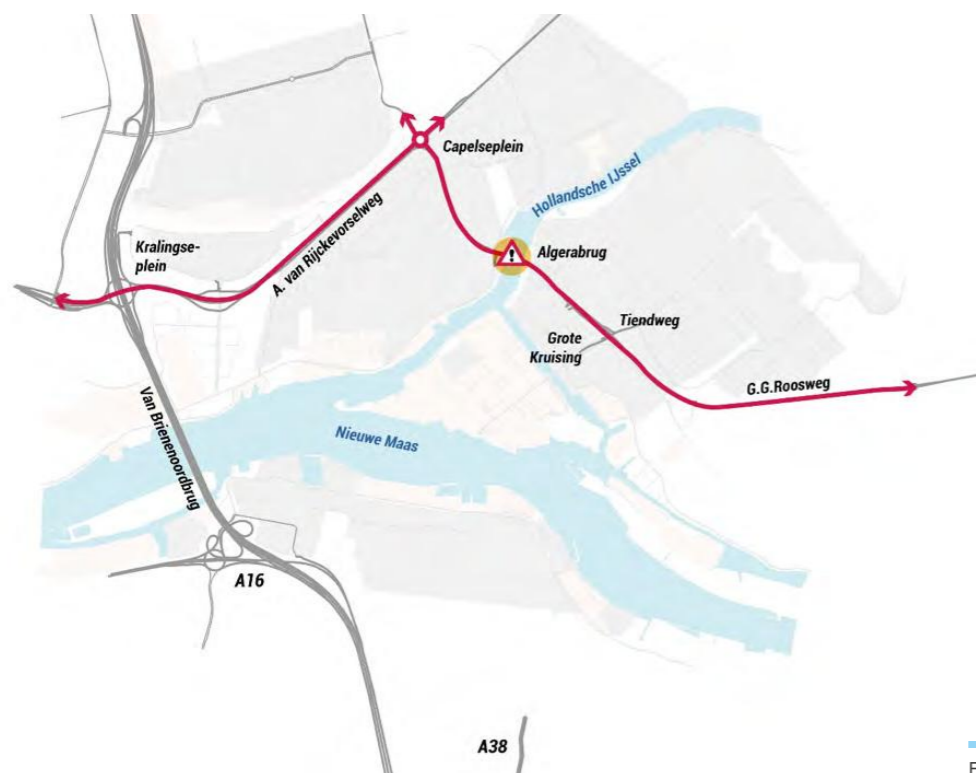 Capelseplein
Hollandsche IJssel
Kralingse-
plein
A. van Rijckevorselweg
Algerabrug
Tiendweg
Grote
Kruising
G.G.Roosweg
Van Brienenoordbrug
Nieuwe Maas
A16
A38